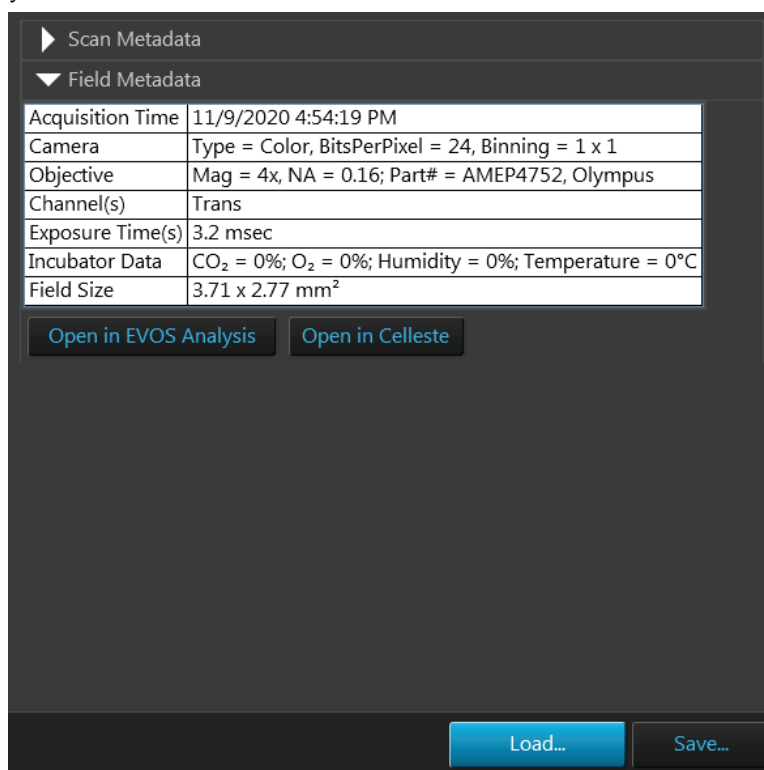 Scan Metadata
Field Metadata
Acquisition Time 11/9/2020 4:54:19 PM
Camera Type = Color, BitsPerPixel = 24, Binning = 1 x 1
Objective Mag = 4x, NA = 0.16; Part# = AMEP4752, Olympus
Channel(s) Trans
Exposure Time(s) 3.2 msec
Incubator Data CO₂ = 0%; O₂ = 0%; Humidity = 0%; Temperature = 0°C
Field Size 3.71 x 2.77 mm²
Open in EVOS Analysis Open in Celleste
Load... Save...